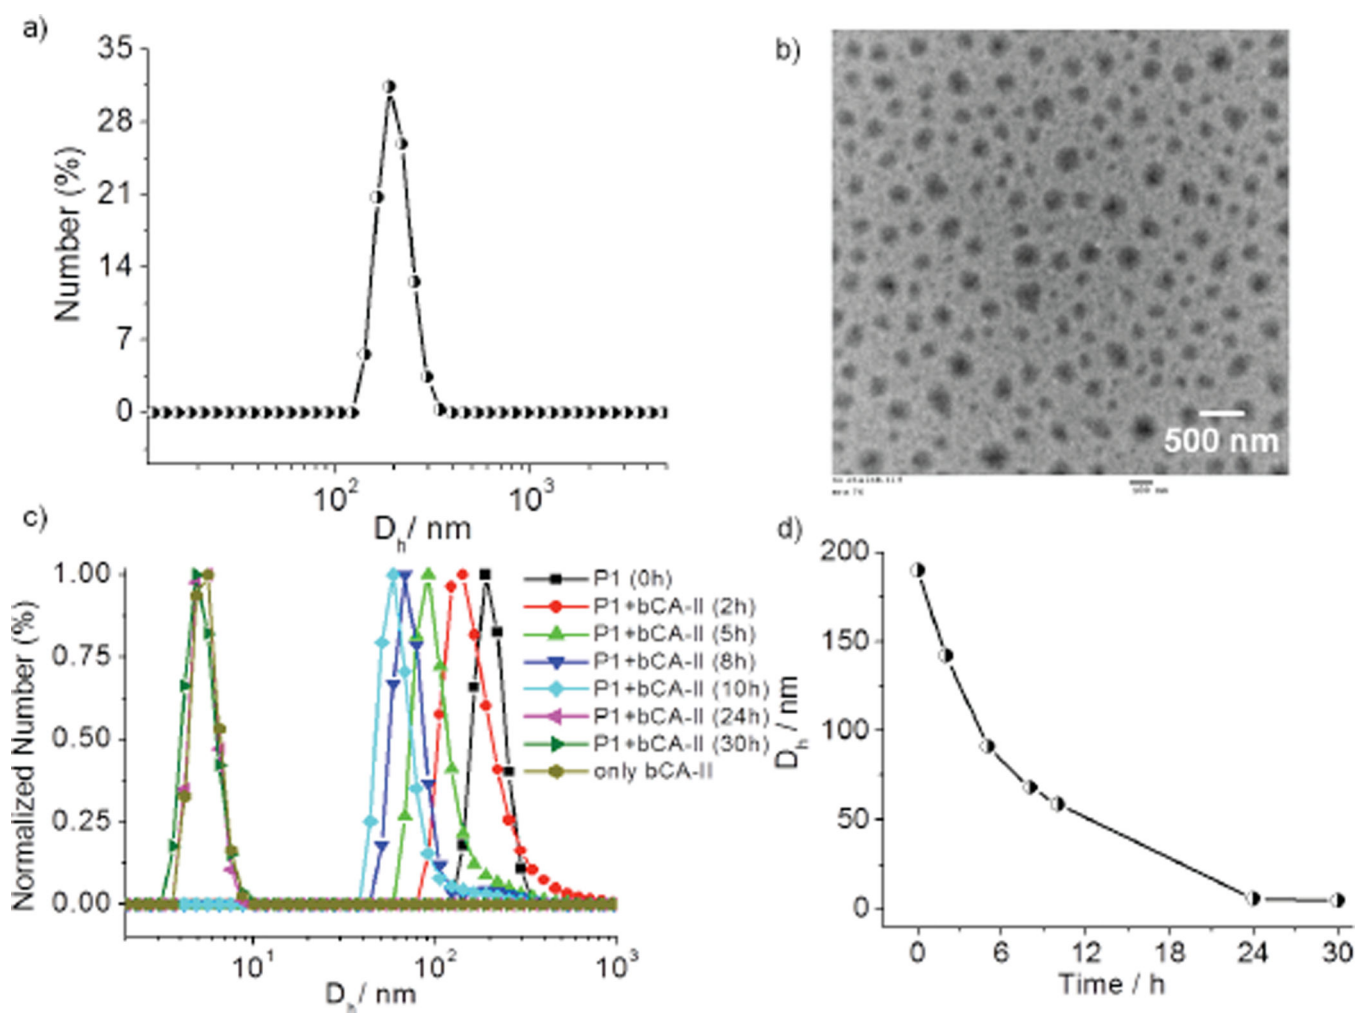 a)
35
28
21
14
7
0
Number (%)
10²
10³
Dₕ/ nm
b)
500 nm
500 nm
c)
1.00
0.75
0.50
0.25
0.00
Normalized Number (%)
P1 (0h)
P1+bCA-II (2h)
P1+bCA-II (5h)
P1+bCA-II (8h)
P1+bCA-II (10h)
P1+bCA-II (24h)
P1+bCA-II (30h)
only bCA-II
10¹
10²
10³
Dₕ/ nm
d)
200
150
100
50
0
Dₕ / nm
0 6 12 18 24 30
Time / h